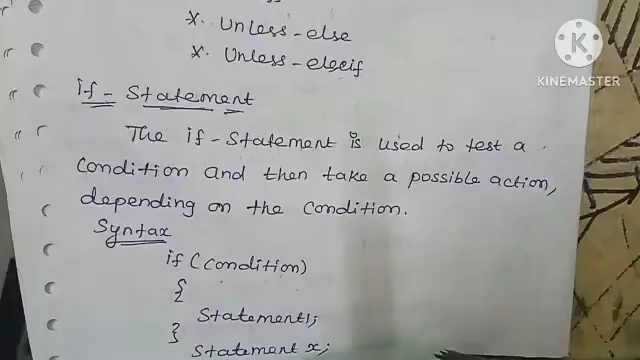 * Unless-else
* Unless-elseif
KINEMASTER
if - Statement
The if-Statement is used to test a
Condition and then take a possible action,
depending on the Condition.
Syntax
if (Condition)
{
Statement1;
}
Statement x;